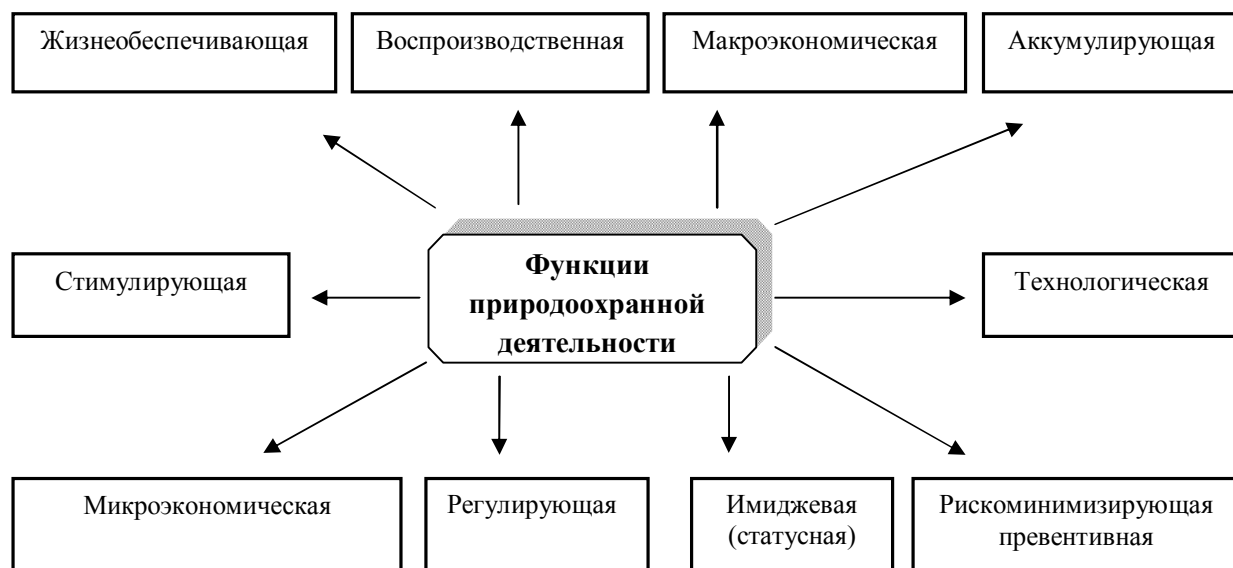 Жизнеобеспечивающая
Воспроизводственная
Макроэкономическая
Аккумулирующая
Стимулирующая
Функции
природоохранной
деятельности
Технологическая
Микроэкономическая
Регулирующая
Имиджевая
(статусная)
Рискоминимизирующая
превентивная